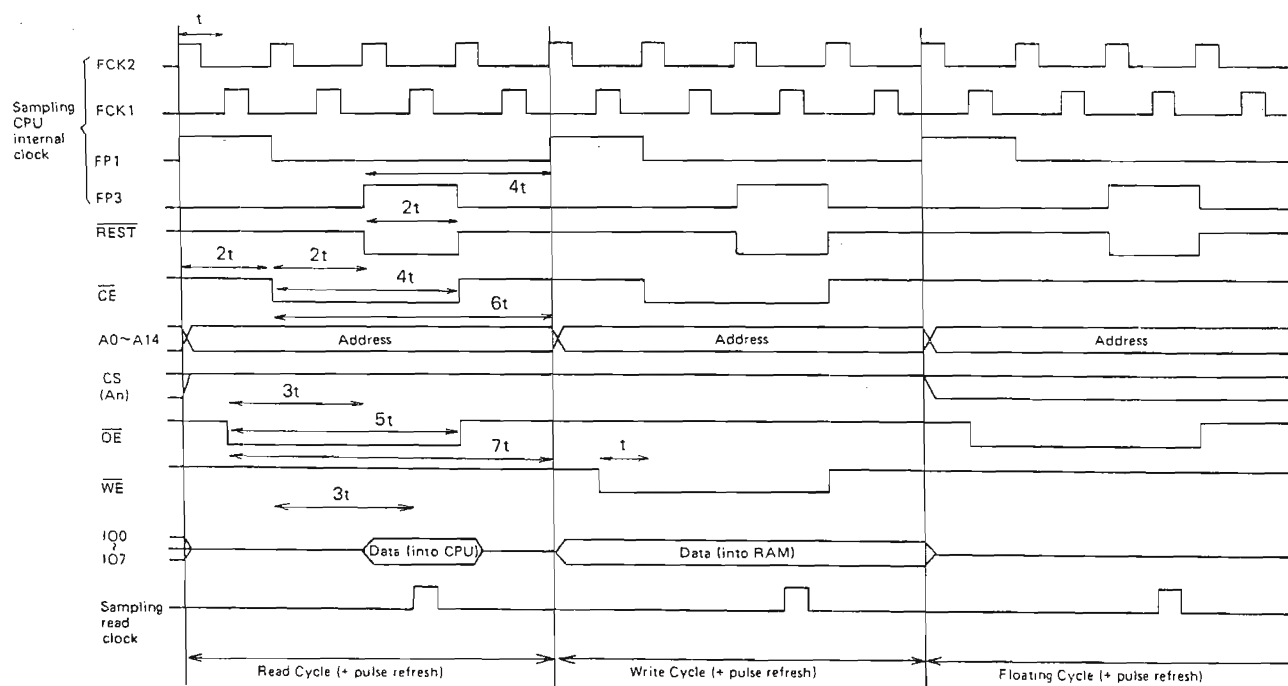 t
FCK2
Sampling
CPU
internal
clock
FCK1
FP1
4t
FP3
2t
REST
2t
2t
4t
CE
6t
A0~A14
Address
Address
Address
CS
(An)
3t
5t
OE
7t
t
WE
3t
IO0
~
IO7
Data (into CPU)
Data (into RAM)
Sampling
read
clock
Read Cycle (+ pulse refresh)
Write Cycle (+ pulse refresh)
Floating Cycle (+ pulse refresh)